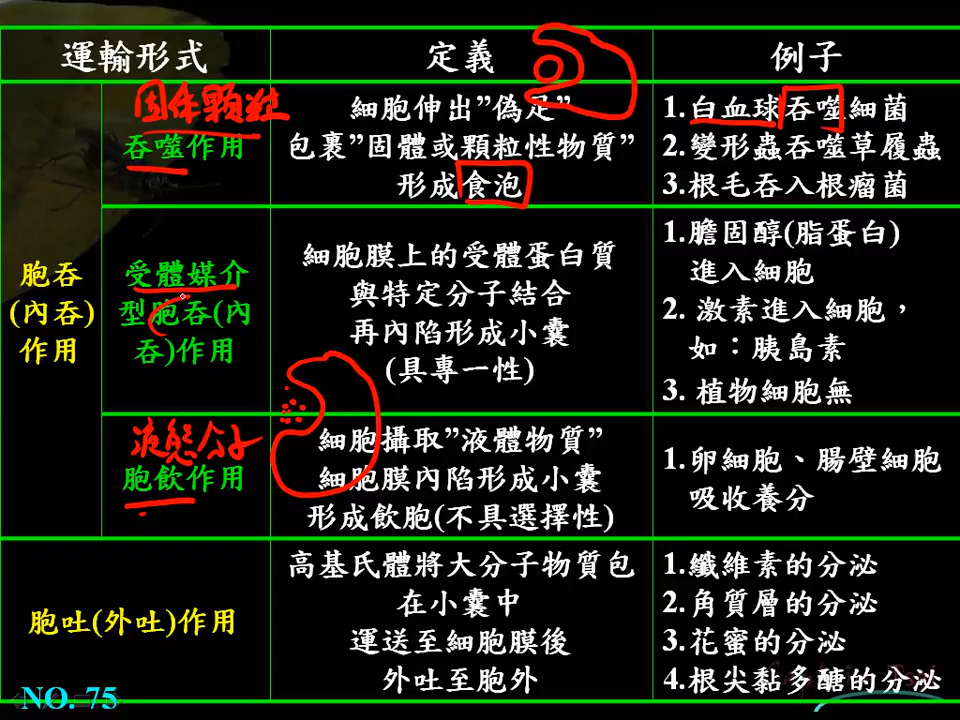 運輸形式
定義
例子
胞吞
(內吞)
作用
固体顆粒
吞噬作用
細胞伸出”偽足”
包裹”固體或顆粒性物質”
形成食泡
1.白血球吞噬細菌
2.變形蟲吞噬草履蟲
3.根毛吞入根瘤菌
受體媒介
型胞吞(內
吞)作用
細胞膜上的受體蛋白質
與特定分子結合
再內陷形成小囊
(具專一性)
1.膽固醇(脂蛋白)
進入細胞
2. 激素進入細胞，
如：胰島素
3. 植物細胞無
液態分子
胞飲作用
細胞攝取”液體物質”
細胞膜內陷形成小囊
形成飲胞(不具選擇性)
1.卵細胞、腸壁細胞
吸收養分
胞吐(外吐)作用
高基氏體將大分子物質包
在小囊中
運送至細胞膜後
外吐至胞外
1.纖維素的分泌
2.角質層的分泌
3.花蜜的分泌
4.根尖黏多醣的分泌
NO. 75